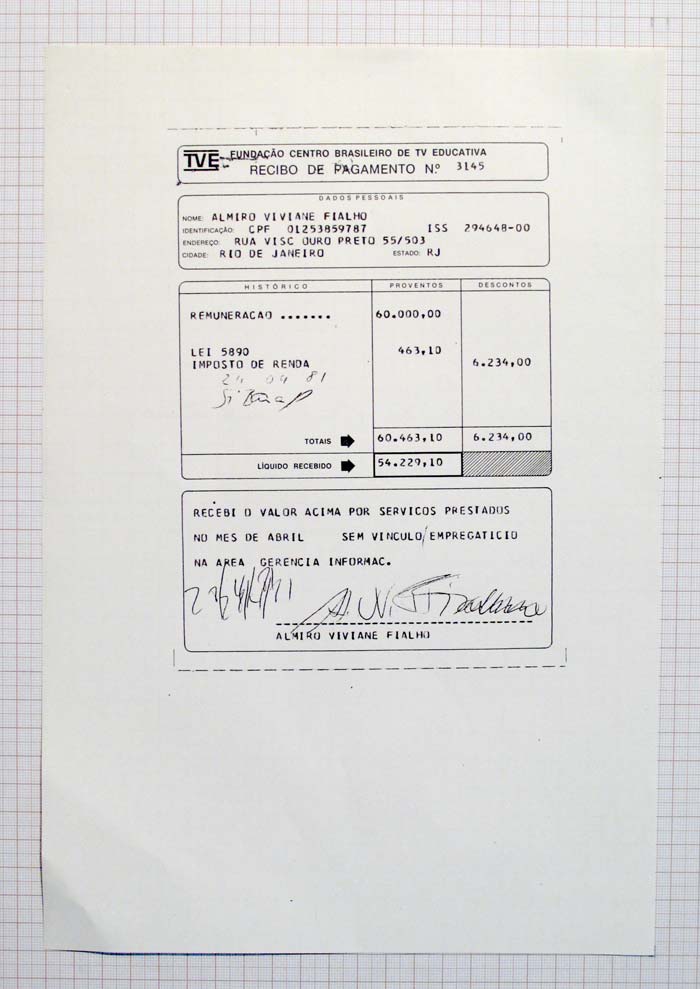 TVE FUNDAÇÃO CENTRO BRASILEIRO DE TV EDUCATIVA
RECIBO DE PAGAMENTO N.º 3145
DADOS PESSOAIS
NOME: ALMIRO VIVIANE FIALHO
IDENTIFICAÇÃO: CPF 01253859787 ISS 294648-00
ENDEREÇO: RUA VISC OURO PRETO 55/503
CIDADE: RIO DE JANEIRO ESTADO: RJ
HISTÓRICO PROVENTOS DESCONTOS
REMUNERACAO ....... 60.000,00
LEI 5890 463,10
IMPOSTO DE RENDA 6.234,00
24 04 81
TOTAIS 60.463,10 6.234,00
LÍQUIDO RECEBIDO 54.229,10
RECEBI O VALOR ACIMA POR SERVICOS PRESTADOS
NO MES DE ABRIL SEM VINCULO EMPREGATICIO
NA AREA GERENCIA INFORMAC.
ALMIRO VIVIANE FIALHO